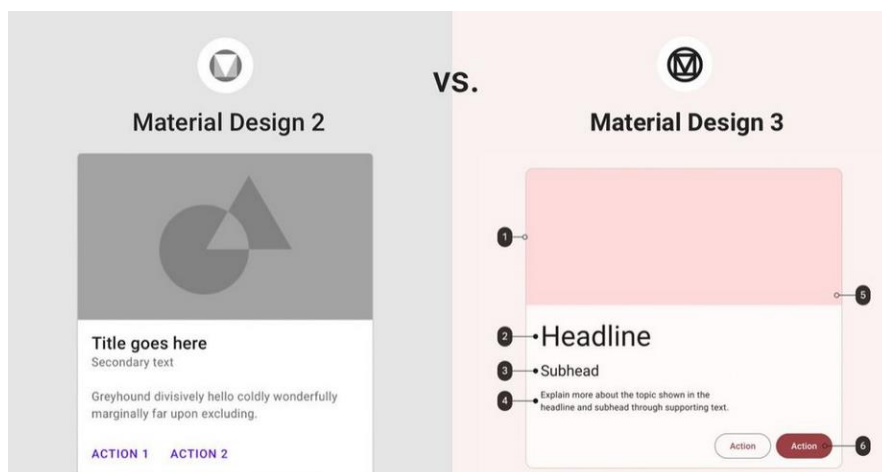 vs.
Material Design 2
Title goes here
Secondary text
Greyhound divisively hello coldly wonderfully
marginally far upon excluding.
ACTION 1 ACTION 2
Material Design 3
1
5
2 Headline
3 Subhead
4 Explain more about the topic shown in the
headline and subhead through supporting text.
Action Action 6